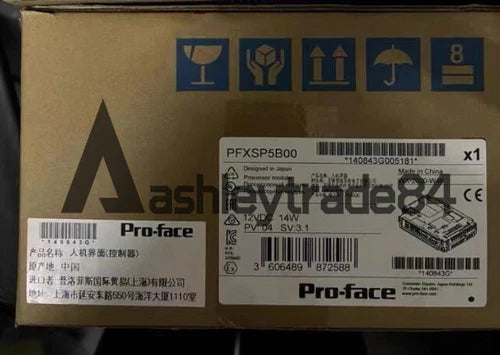 8
PFXSP5B00
*140843G005181*
x1
Designed in Japan
Processor module
Made in China
ashleytrade84
12VDC 14W
PV:04 SV:3.1
3 606489 872588
*140843G*
Pro-face
Pro-face
*140843G*
产品名称: 人机界面(控制器)
原产地: 中国
进口商: 普洛菲斯国际贸易(上海)有限公司
地址: 上海市延安东路550号海洋大厦1110室